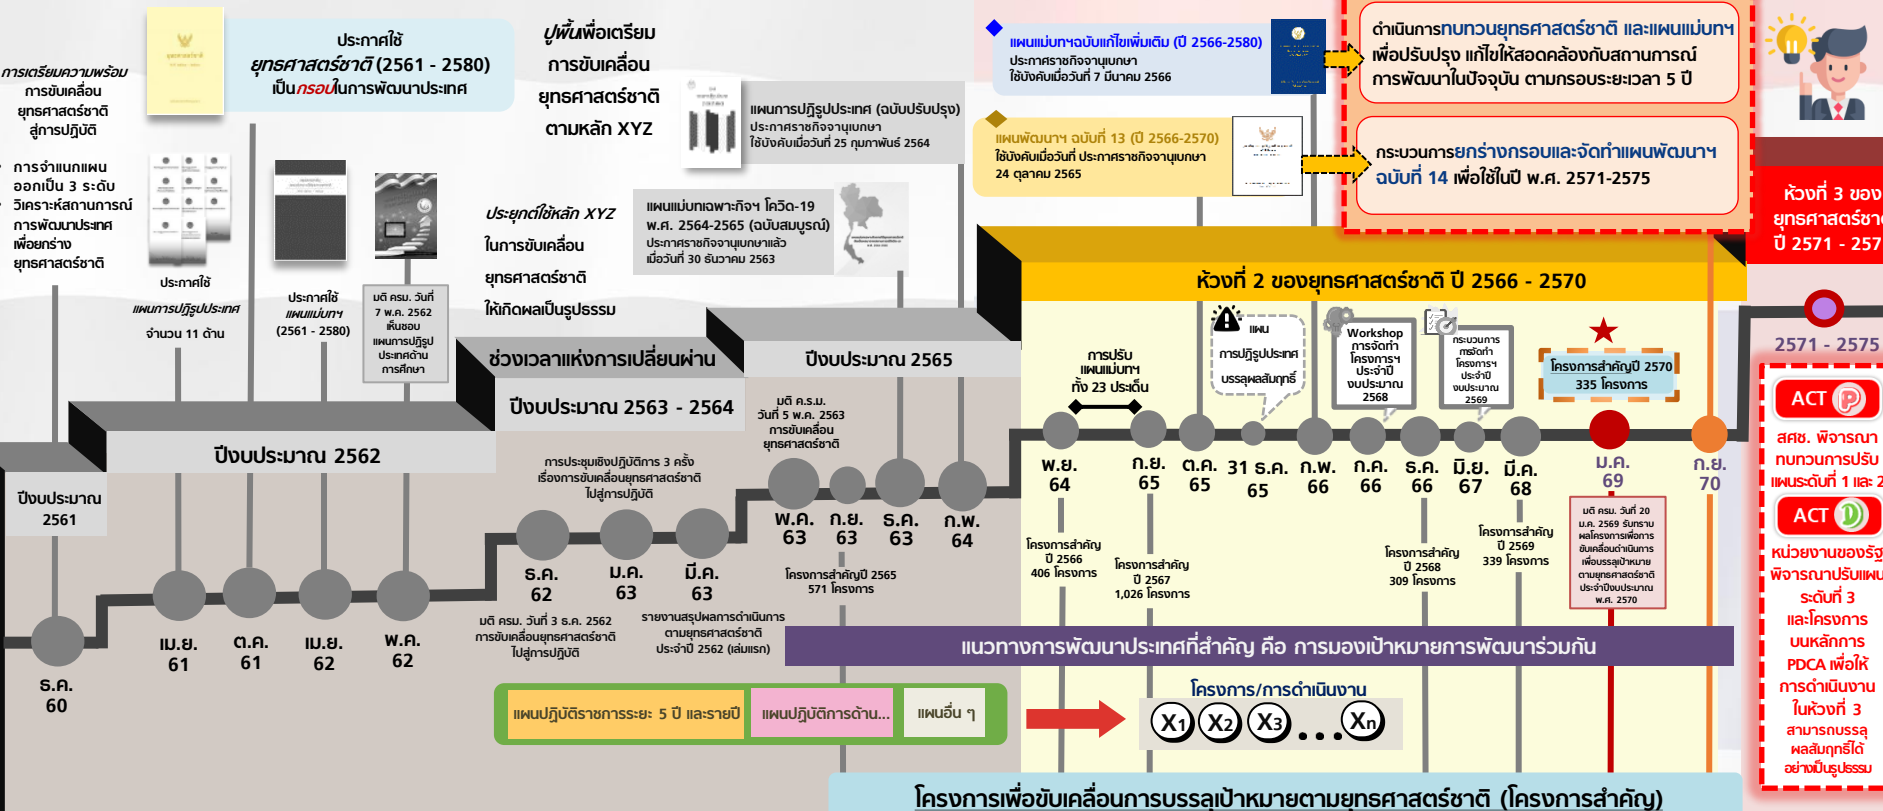 การเตรียมความพร้อม
การขับเคลื่อน
ยุทธศาสตร์ชาติ
สู่การปฏิบัติ
• การจำแนกแผน
ออกเป็น 3 ระดับ
• วิเคราะห์สถานการณ์
การพัฒนาประเทศ
เพื่อยกร่าง
ยุทธศาสตร์ชาติ
ประกาศใช้
ยุทธศาสตร์ชาติ (2561 - 2580)
เป็นกรอบในการพัฒนาประเทศ
ประกาศใช้
แผนการปฏิรูปประเทศ
จำนวน 11 ด้าน
ประกาศใช้
แผนแม่บทฯ
(2561 - 2580)
มติ ครม. วันที่
7 พ.ค. 2562
เห็นชอบ
แผนการปฏิรูป
ประเทศด้าน
การศึกษา
ปูพื้นเพื่อเตรียม
การขับเคลื่อน
ยุทธศาสตร์ชาติ
ตามหลัก XYZ
ประยุกต์ใช้หลัก XYZ
ในการขับเคลื่อน
ยุทธศาสตร์ชาติ
ให้เกิดผลเป็นรูปธรรม
แผนการปฏิรูปประเทศ (ฉบับปรับปรุง)
ประกาศราชกิจจานุเบกษา
ใช้บังคับเมื่อวันที่ 25 กุมภาพันธ์ 2564
แผนแม่บทเฉพาะกิจฯ โควิด-19
พ.ศ. 2564-2565 (ฉบับสมบูรณ์)
ประกาศราชกิจจานุเบกษาแล้ว
เมื่อวันที่ 30 ธันวาคม 2563
แผนแม่บทฯฉบับแก้ไขเพิ่มเติม (ปี 2566-2580)
ประกาศราชกิจจานุเบกษา
ใช้บังคับเมื่อวันที่ 7 มีนาคม 2566
แผนพัฒนาฯ ฉบับที่ 13 (ปี 2566-2570)
ใช้บังคับเมื่อวันที่ ประกาศราชกิจจานุเบกษา
24 ตุลาคม 2565
ดำเนินการทบทวนยุทธศาสตร์ชาติ และแผนแม่บทฯ
เพื่อปรับปรุง แก้ไขให้สอดคล้องกับสถานการณ์
การพัฒนาในปัจจุบัน ตามกรอบระยะเวลา 5 ปี
กระบวนการยกร่างกรอบและจัดทำแผนพัฒนาฯ
ฉบับที่ 14 เพื่อใช้ในปี พ.ศ. 2571-2575
ห้วงที่ 3 ของ
ยุทธศาสตร์ชาติ
ปี 2571 - 257
2571 - 2575
ACT P
สศช. พิจารณา
ทบทวนการปรับ
แผนระดับที่ 1 และ 2
ACT D
หน่วยงานของรัฐ
พิจารณาปรับแผน
ระดับที่ 3
และโครงการ
บนหลักการ
PDCA เพื่อให้
การดำเนินงาน
ในห้วงที่ 3
สามารถบรรลุ
ผลสัมฤทธิ์ได้
อย่างเป็นรูปธรรม
ห้วงที่ 2 ของยุทธศาสตร์ชาติ ปี 2566 - 2570
การปรับ
แผนแม่บทฯ
ทั้ง 23 ประเด็น
แผน
การปฏิรูปประเทศ
บรรลุผลสัมฤทธิ์
Workshop
การจัดทำ
โครงการฯ
ประจำปี
งบประมาณ
2568
กระบวนการ
การจัดทำ
โครงการฯ
ประจำปี
งบประมาณ
2569
โครงการสำคัญปี 2570
335 โครงการ
พ.ย.
64
ก.ย.
65
ต.ค.
65
31 ธ.ค.
65
ก.พ.
66
ก.ค.
66
ธ.ค.
66
มิ.ย.
67
มี.ค.
68
ม.ค.
69
ก.ย.
70
โครงการสำคัญ
ปี 2566
406 โครงการ
โครงการสำคัญ
ปี 2567
1,026 โครงการ
โครงการสำคัญ
ปี 2568
309 โครงการ
โครงการสำคัญ
ปี 2569
339 โครงการ
มติ ครม. วันที่ 20
ม.ค. 2569 รับทราบ
ผลโครงการเพื่อการ
ขับเคลื่อนดำเนินการ
เพื่อบรรลุเป้าหมาย
ตามยุทธศาสตร์ชาติ
ประจำปีงบประมาณ
พ.ศ. 2570
ปีงบประมาณ 2565
มติ ค.ร.ม.
วันที่ 5 พ.ค. 2563
การขับเคลื่อน
ยุทธศาสตร์ชาติ
พ.ค.
63
ก.ย.
63
ธ.ค.
63
ก.พ.
64
โครงการสำคัญปี 2565
571 โครงการ
ช่วงเวลาแห่งการเปลี่ยนผ่าน
ปีงบประมาณ 2563 - 2564
การประชุมเชิงปฏิบัติการ 3 ครั้ง
เรื่องการขับเคลื่อนยุทธศาสตร์ชาติ
ไปสู่การปฏิบัติ
ธ.ค.
62
ม.ค.
63
มี.ค.
63
มติ ครม. วันที่ 3 ธ.ค. 2562
การขับเคลื่อนยุทธศาสตร์ชาติ
ไปสู่การปฏิบัติ
รายงานสรุปผลการดำเนินการ
ตามยุทธศาสตร์ชาติ
ประจำปี 2562 (เล่มแรก)
ปีงบประมาณ 2562
เม.ย.
61
ต.ค.
61
เม.ย.
62
พ.ค.
62
ปีงบประมาณ
2561
ธ.ค.
60
แนวทางการพัฒนาประเทศที่สำคัญ คือ การมองเป้าหมายการพัฒนาร่วมกัน
แผนปฏิบัติราชการระยะ 5 ปี และรายปี
แผนปฏิบัติการด้าน...
แผนอื่น ๆ
โครงการ/การดำเนินงาน
X1 X2 X3 ... Xn
โครงการเพื่อขับเคลื่อนการบรรลุเป้าหมายตามยุทธศาสตร์ชาติ (โครงการสำคัญ)